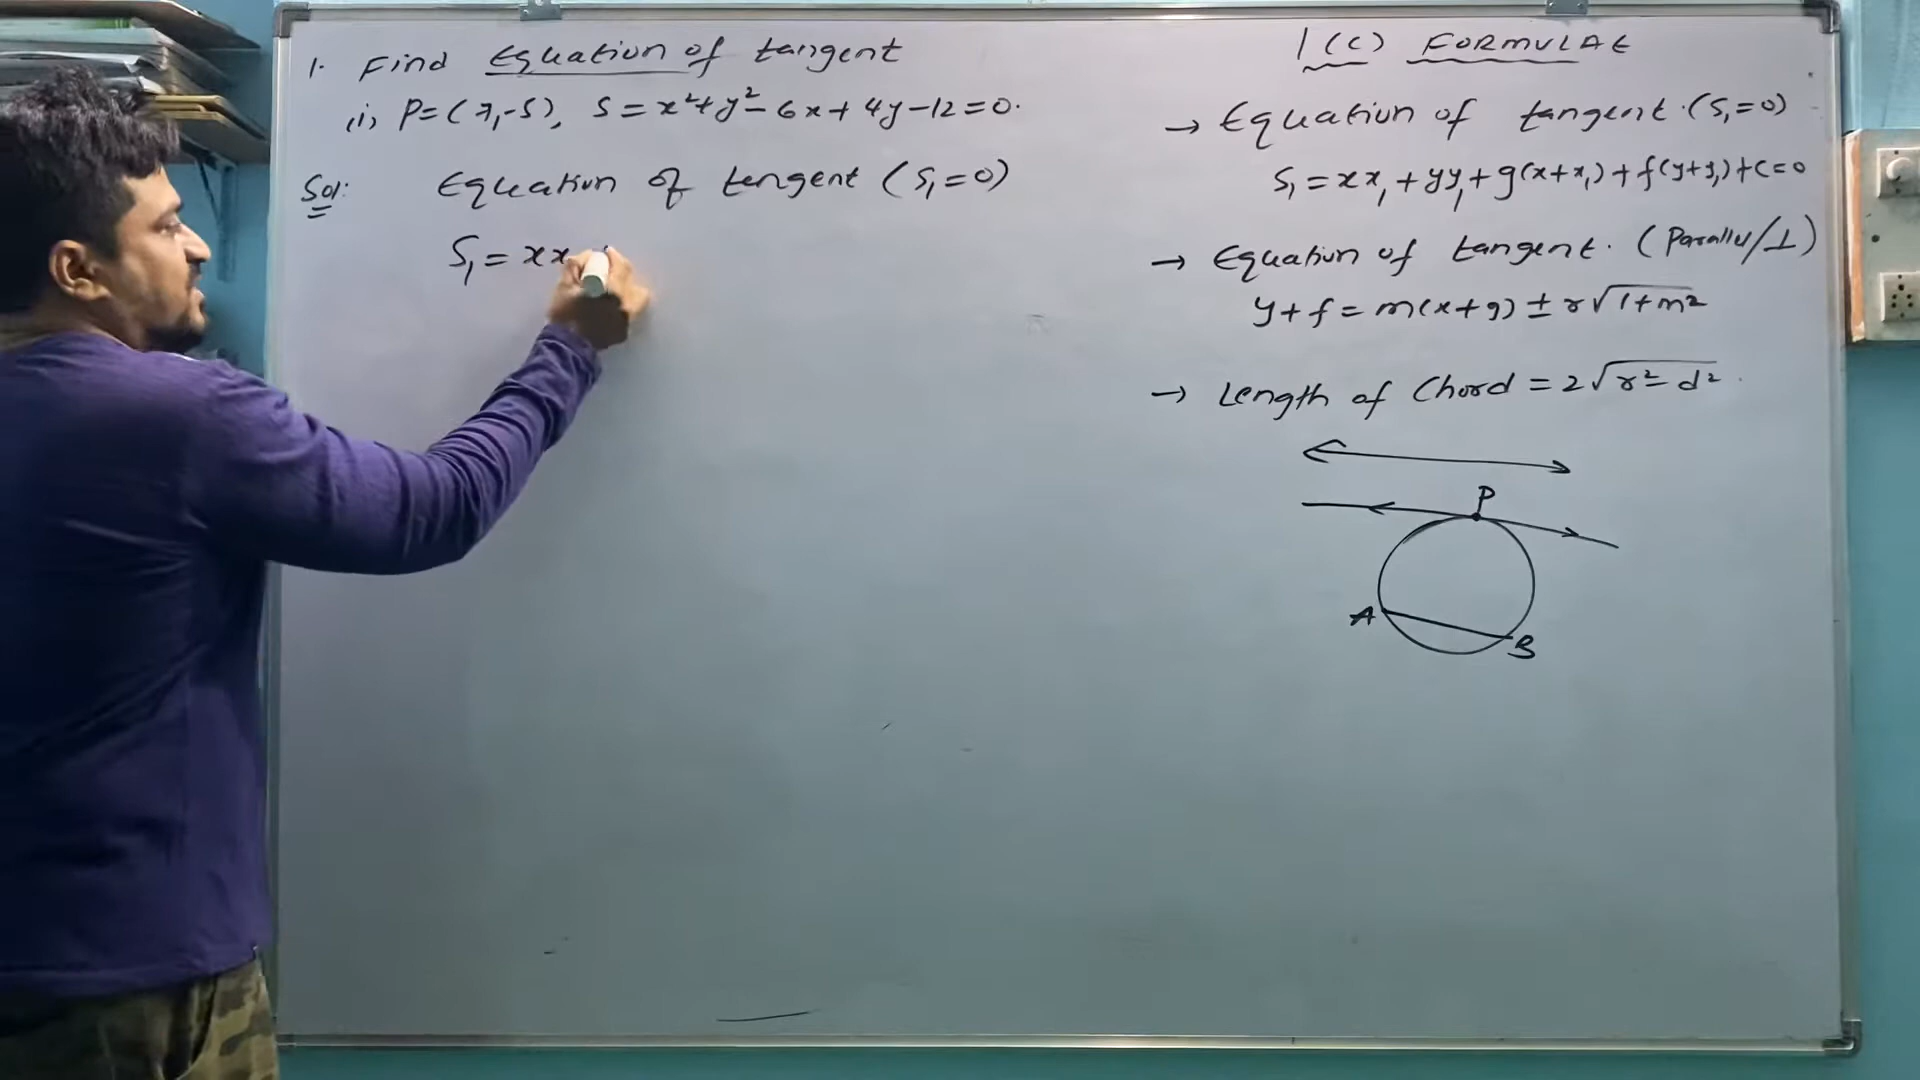 1. Find Equation of tangent
(i) P=(7,-5), S = x²+y²-6x+4y-12=0.
Sol: Equation of tangent (S₁=0)
S₁ = xx
1(C) FORMULAE
→ Equation of tangent. (S₁=0)
S₁ = xx₁+yy₁+g(x+x₁)+f(y+y₁)+c=0
→ Equation of tangent. (Parallel/⊥)
y+f = m(x+g) ± r√1+m²
→ Length of Chord = 2√r²-d².
P
A
B